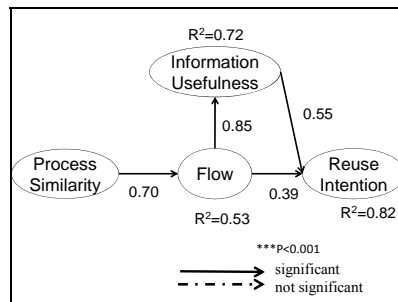 R²=0.72
Information
Usefulness
0.85
0.55
Process
Similarity
0.70
Flow
0.39
Reuse
Intention
R²=0.53
R²=0.82
***P<0.001
significant
not significant